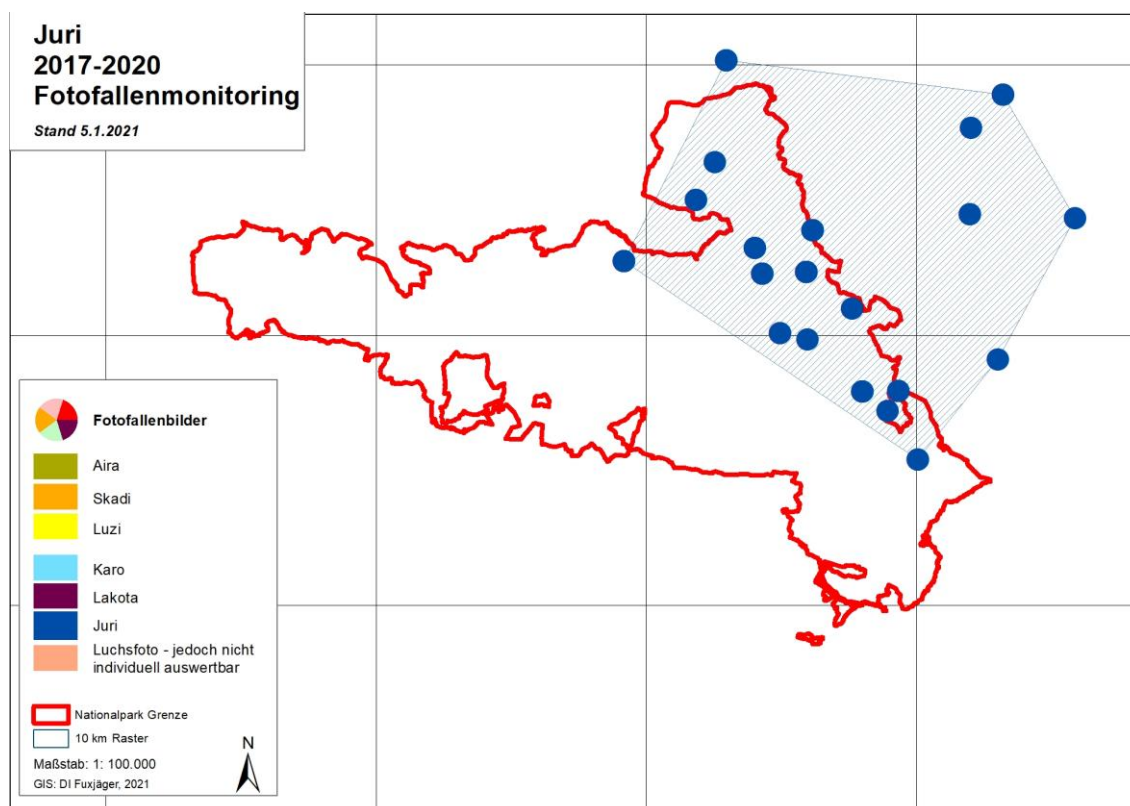 Juri
2017-2020
Fotofallenmonitoring
Stand 5.1.2021
Fotofallenbilder
Aira
Skadi
Luzi
Karo
Lakota
Juri
Luchsfoto - jedoch nicht
individuell auswertbar
Nationalpark Grenze
10 km Raster
Maßstab: 1: 100.000
GIS: DI Fuxjäger, 2021
N